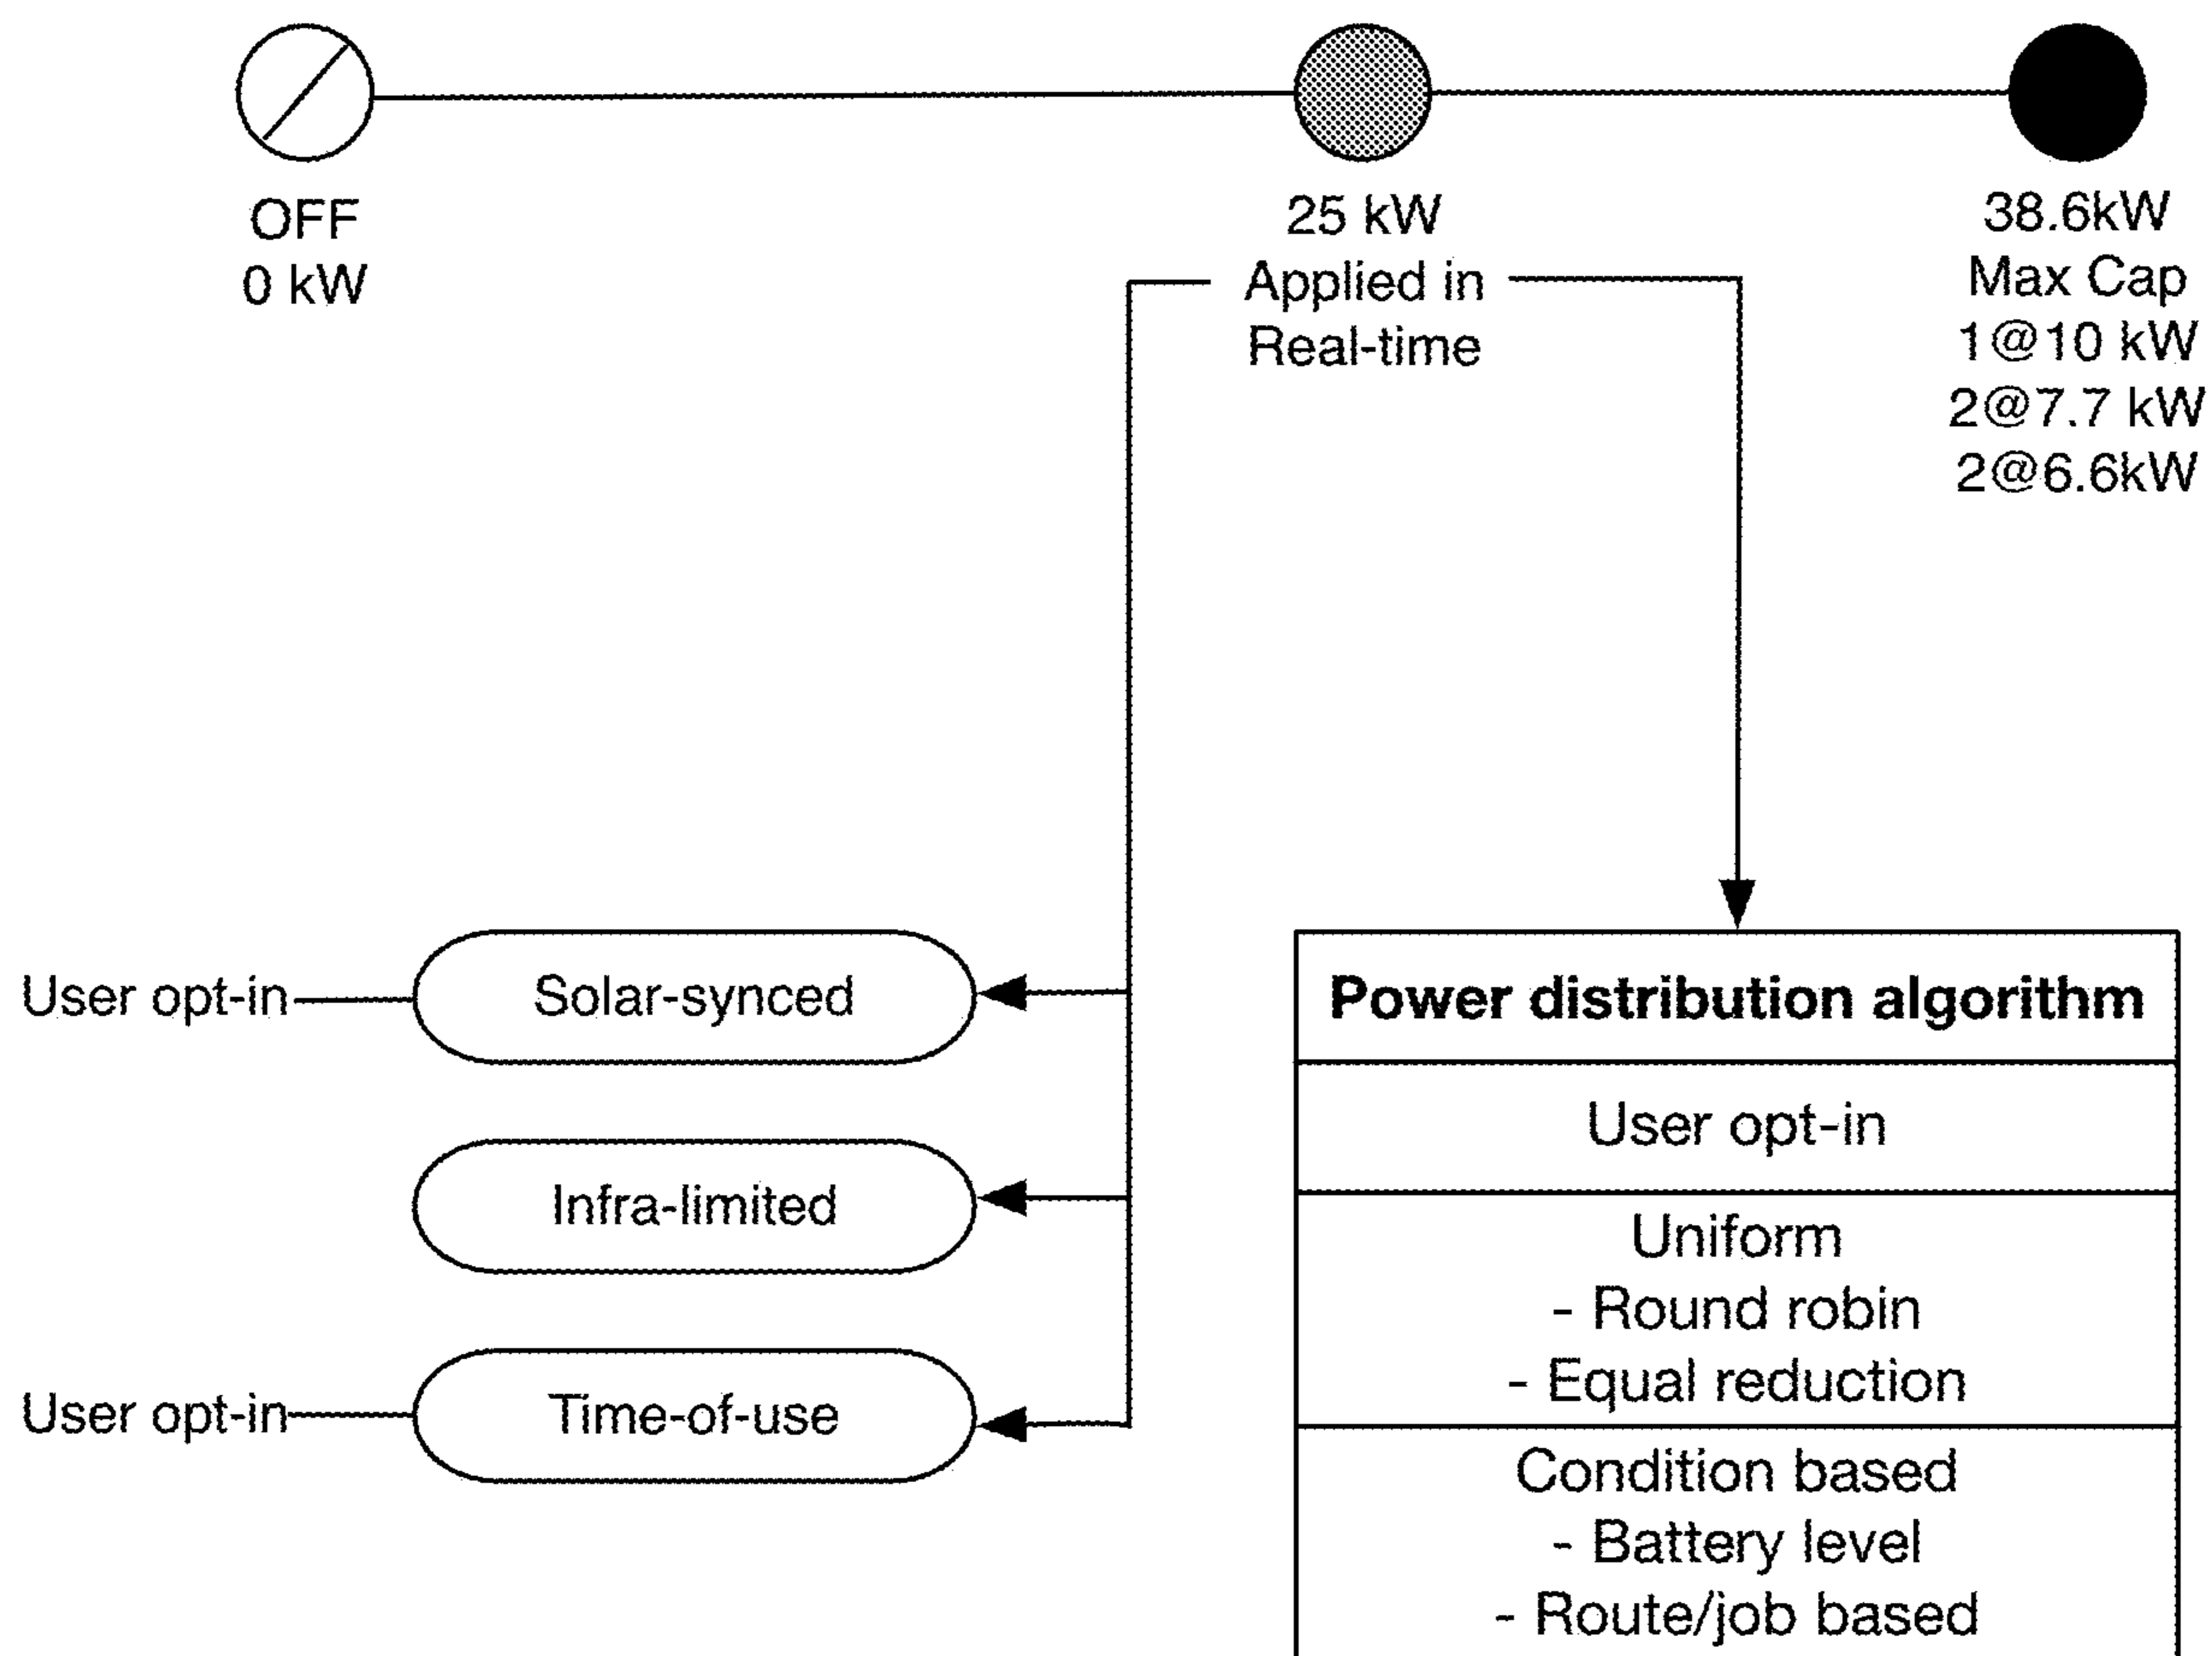 OFF
0 kW
25 kW
Applied in
Real-time
38.6kW
Max Cap
1@10 kW
2@7.7 kW
2@6.6kW
User opt-in
Solar-synced
Infra-limited
User opt-in
Time-of-use
Power distribution algorithm
User opt-in
Uniform
- Round robin
- Equal reduction
Condition based
- Battery level
- Route/job based